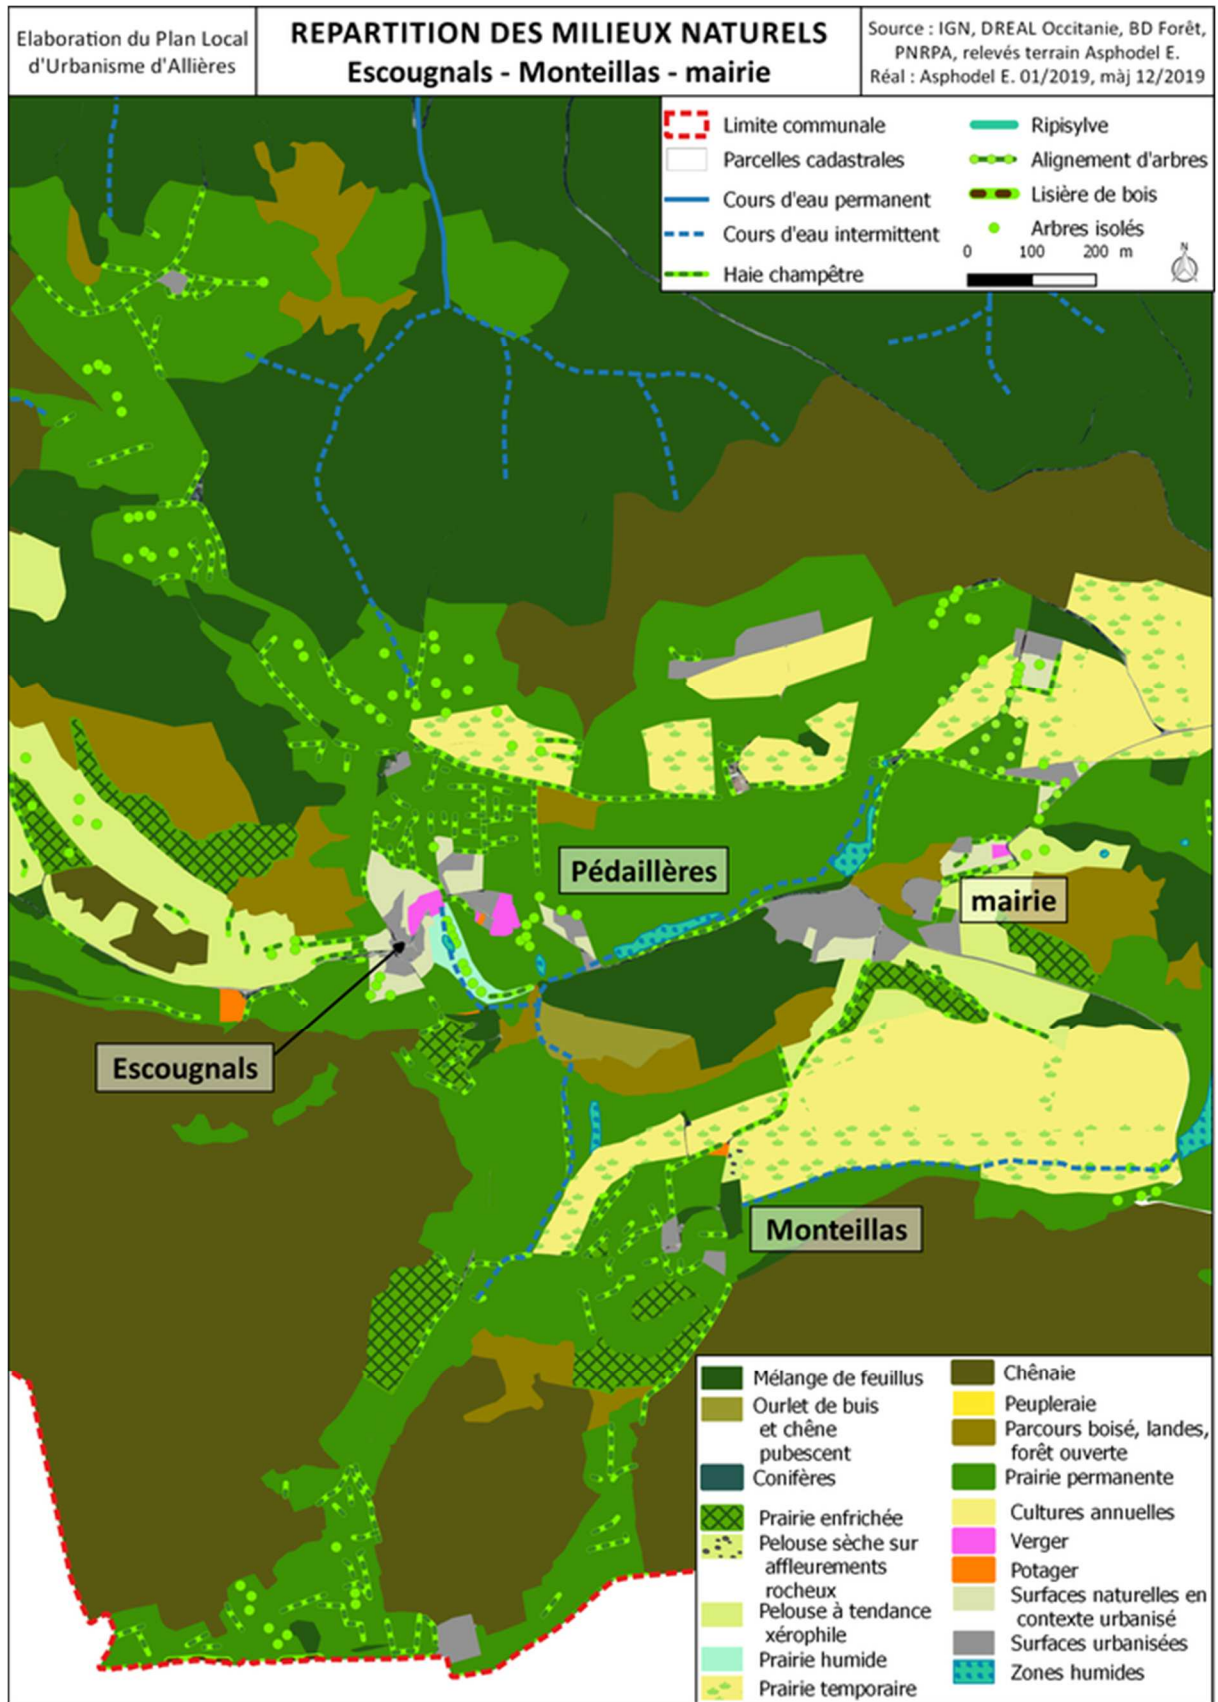 Elaboration du Plan Local
d'Urbanisme d'Allières
REPARTITION DES MILIEUX NATURELS
Escougnals - Monteillas - mairie
Source : IGN, DREAL Occitanie, BD Forêt,
PNRPA, relevés terrain Asphodel E.
Réal : Asphodel E. 01/2019, màj 12/2019
Limite communale
Parcelles cadastrales
Cours d'eau permanent
Cours d'eau intermittent
Haie champêtre
Ripisylve
Alignement d'arbres
Lisière de bois
Arbres isolés
0 100 200 m
N
Pédaillères
mairie
Escougnals
Monteillas
Mélange de feuillus
Ourlet de buis
et chêne
pubescent
Conifères
Prairie enfrichée
Pelouse sèche sur
affleurements
rocheux
Pelouse à tendance
xérophile
Prairie humide
Prairie temporaire
Chênaie
Peupleraie
Parcours boisé, landes,
forêt ouverte
Prairie permanente
Cultures annuelles
Verger
Potager
Surfaces naturelles en
contexte urbanisé
Surfaces urbanisées
Zones humides